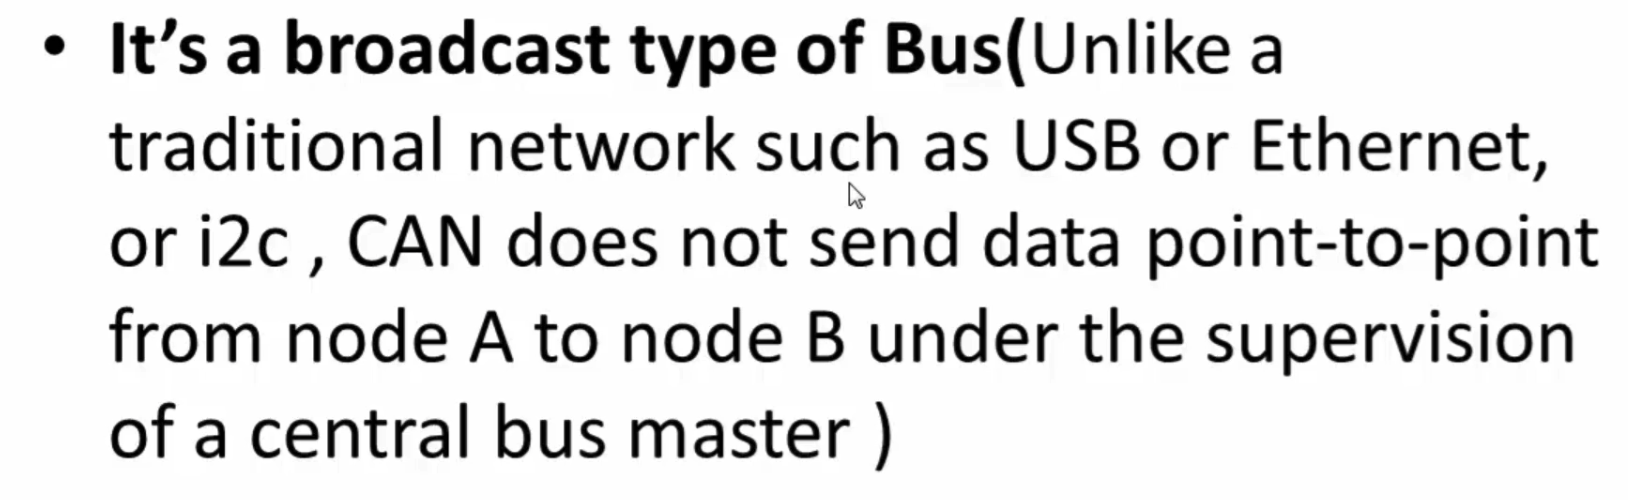 • It’s a broadcast type of Bus(Unlike a
traditional network such as USB or Ethernet,
or i2c , CAN does not send data point-to-point
from node A to node B under the supervision
of a central bus master )